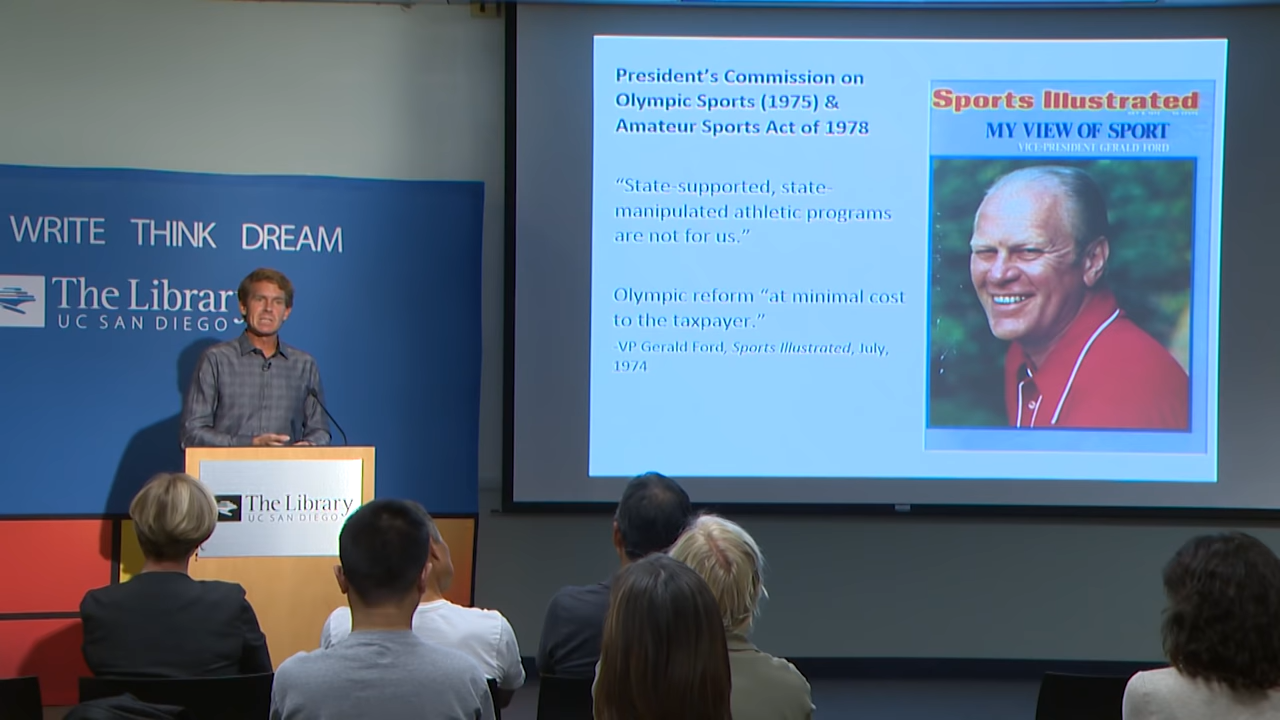 WRITE THINK DREAM
The Library
UC SAN DIEGO
The Library
UC SAN DIEGO
President's Commission on
Olympic Sports (1975) &
Amateur Sports Act of 1978
“State-supported, state-
manipulated athletic programs
are not for us.”
Olympic reform “at minimal cost
to the taxpayer.”
-VP Gerald Ford, Sports Illustrated, July,
1974
Sports Illustrated
MY VIEW OF SPORT
VICE-PRESIDENT GERALD FORD